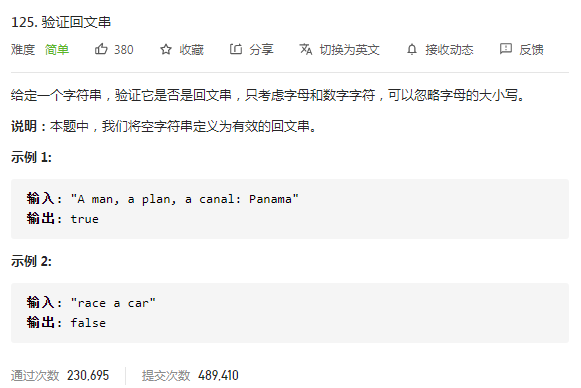 125. 验证回文串
难度 简单 380 收藏 分享 切换为英文 接收动态 反馈
给定一个字符串，验证它是否是回文串，只考虑字母和数字字符，可以忽略字母的大小写。
说明：本题中，我们将空字符串定义为有效的回文串。
示例 1:
输入: "A man, a plan, a canal: Panama"
输出: true
示例 2:
输入: "race a car"
输出: false
通过次数 230,695 提交次数 489,410